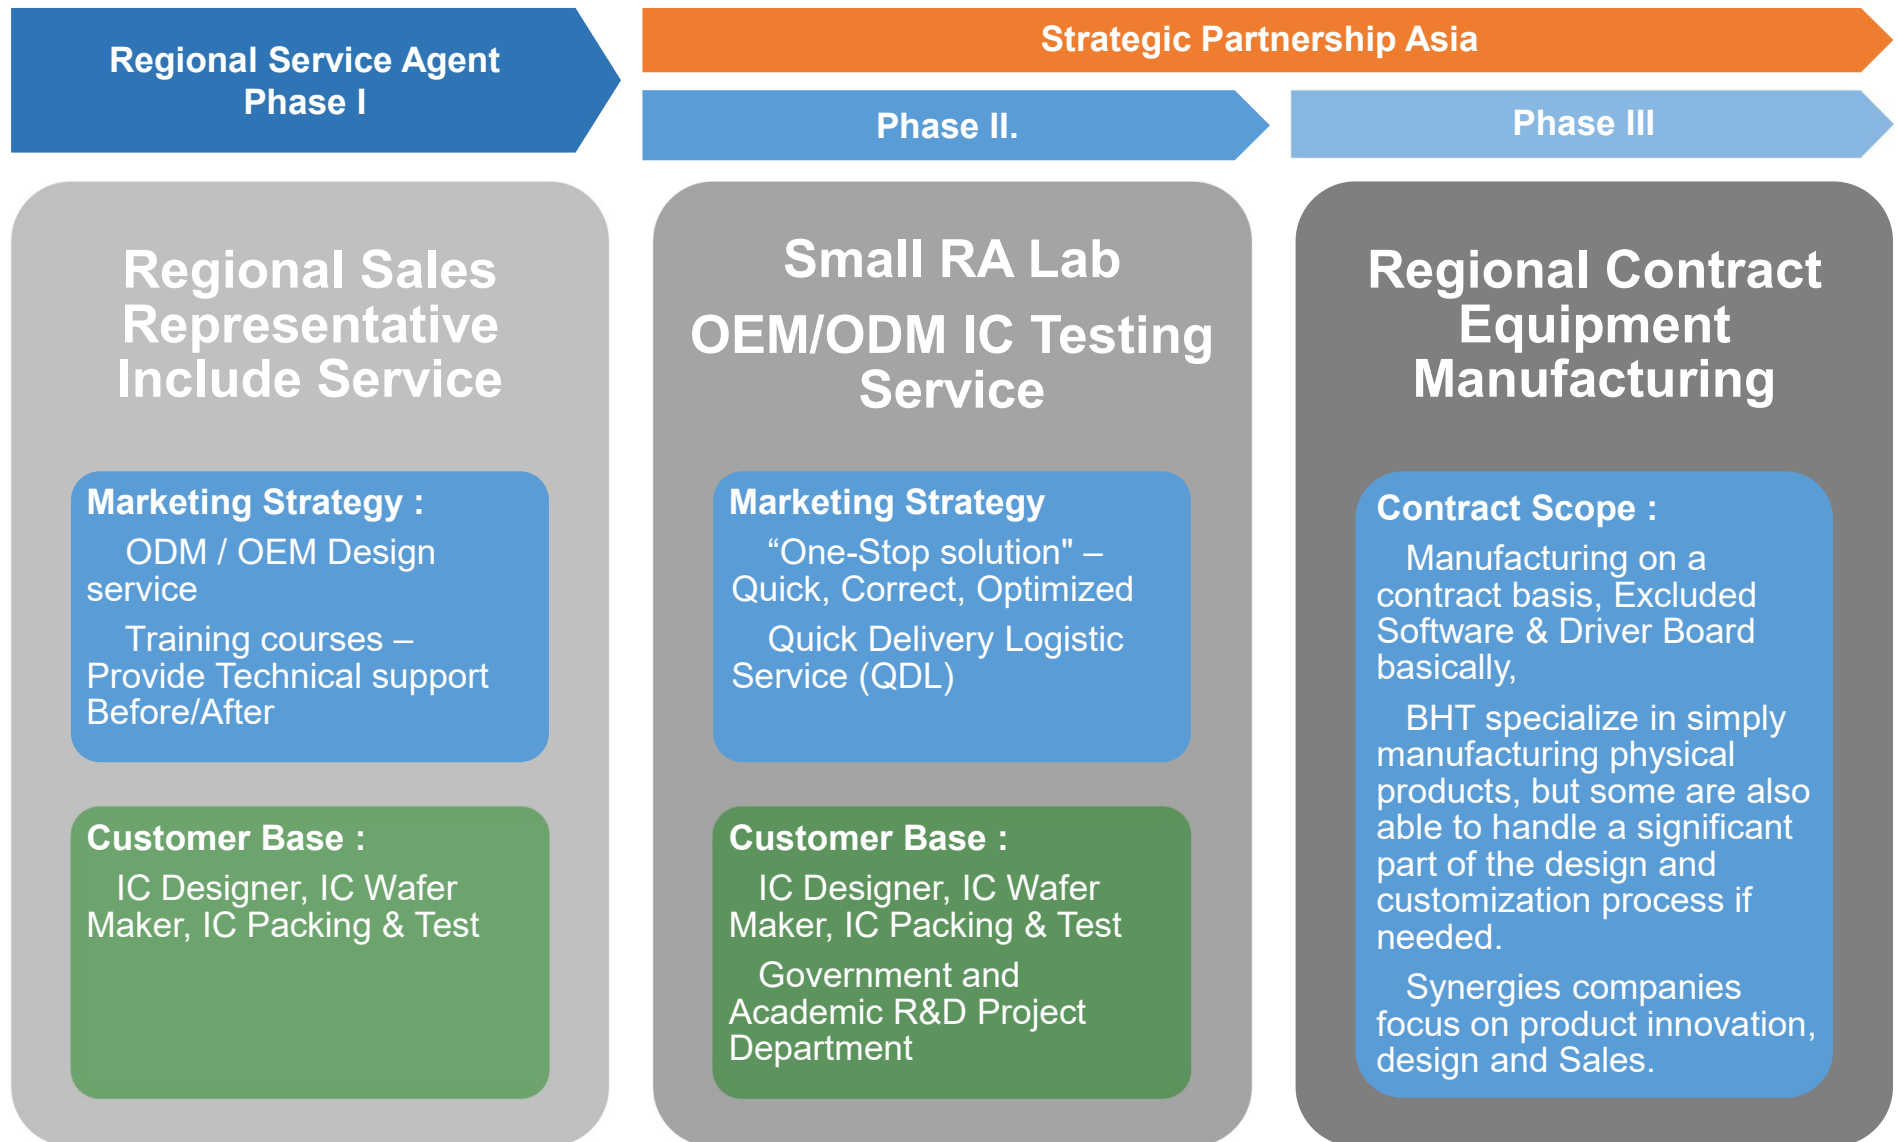 Regional Service Agent
Phase I
Strategic Partnership Asia
Phase II.
Phase III
Regional Sales
Representative
Include Service
Marketing Strategy :
ODM / OEM Design
service
Training courses –
Provide Technical support
Before/After
Customer Base :
IC Designer, IC Wafer
Maker, IC Packing & Test
Small RA Lab
OEM/ODM IC Testing
Service
Marketing Strategy
“One-Stop solution" –
Quick, Correct, Optimized
Quick Delivery Logistic
Service (QDL)
Customer Base :
IC Designer, IC Wafer
Maker, IC Packing & Test
Government and
Academic R&D Project
Department
Regional Contract
Equipment
Manufacturing
Contract Scope :
Manufacturing on a
contract basis, Excluded
Software & Driver Board
basically,
BHT specialize in simply
manufacturing physical
products, but some are also
able to handle a significant
part of the design and
customization process if
needed.
Synergies companies
focus on product innovation,
design and Sales.